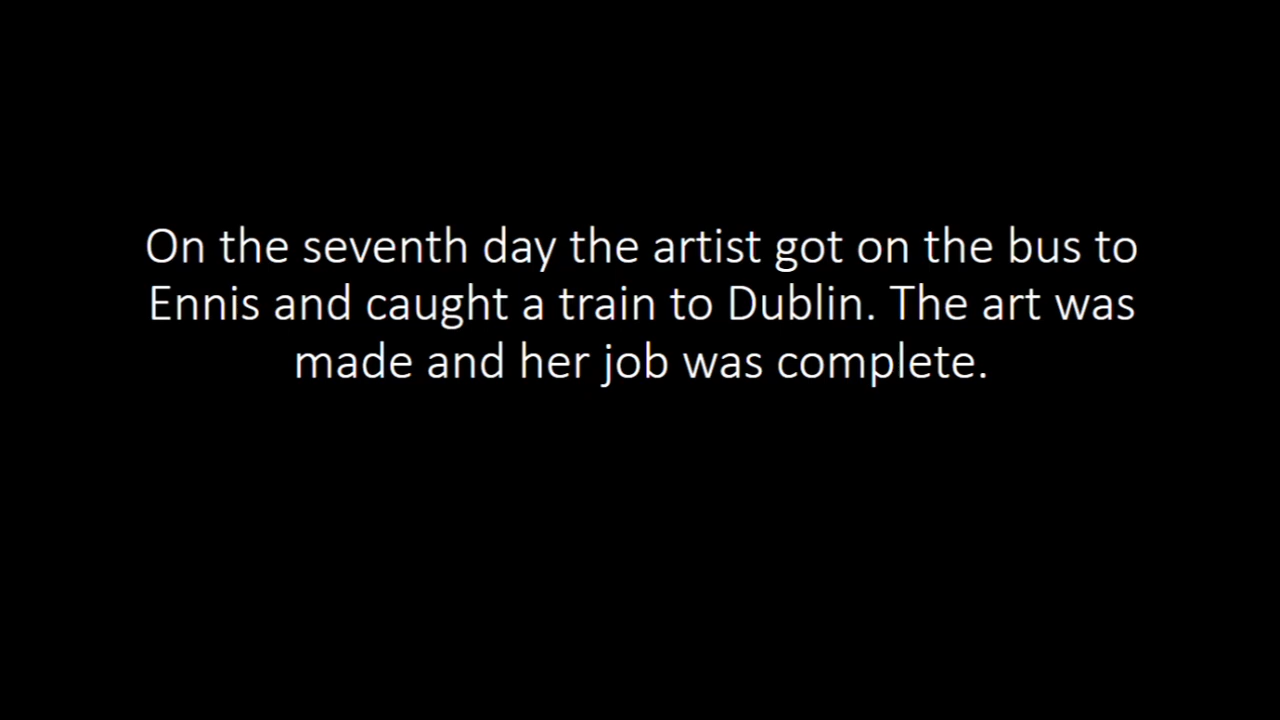 On the seventh day the artist got on the bus to
Ennis and caught a train to Dublin. The art was
made and her job was complete.